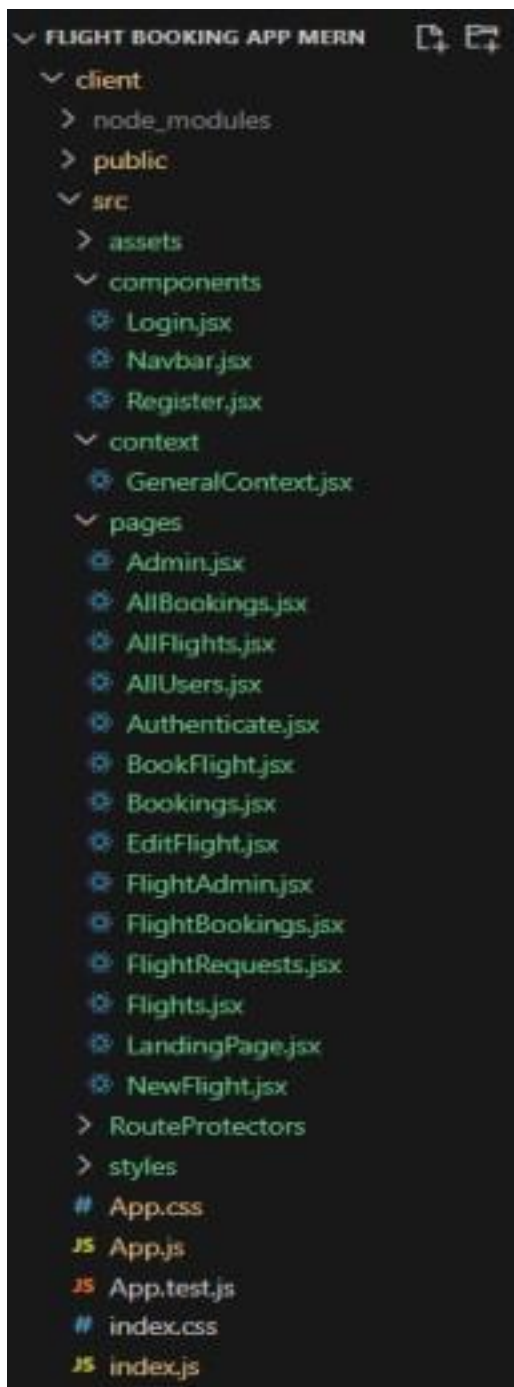 FLIGHT BOOKING APP MERN
client
node_modules
public
src
assets
components
Login.jsx
Navbar.jsx
Register.jsx
context
GeneralContext.jsx
pages
Admin.jsx
AllBookings.jsx
AllFlights.jsx
AllUsers.jsx
Authenticate.jsx
BookFlight.jsx
Bookings.jsx
EditFlight.jsx
FlightAdmin.jsx
FlightBookings.jsx
FlightRequests.jsx
Flights.jsx
LandingPage.jsx
NewFlight.jsx
RouteProtectors
styles
# App.css
JS App.js
JS App.test.js
# index.css
JS index.js